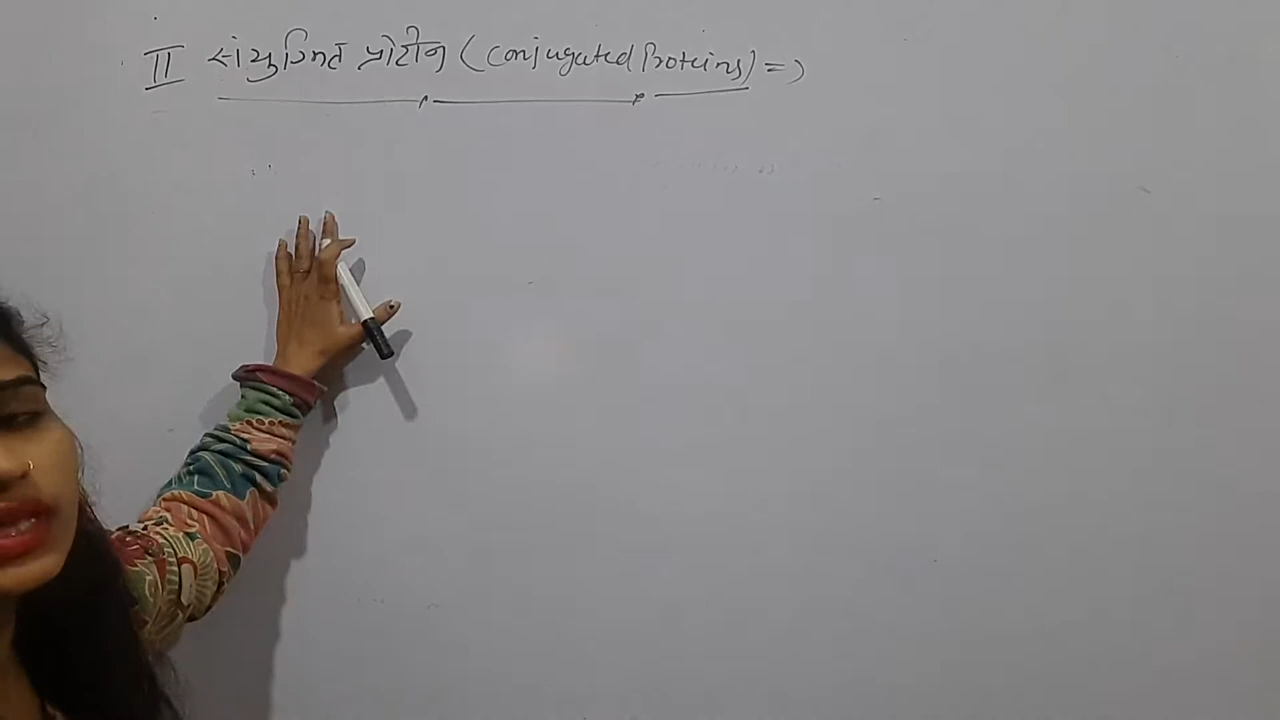 II संयुग्मित प्रोटीन (Conjugated Proteins) =>